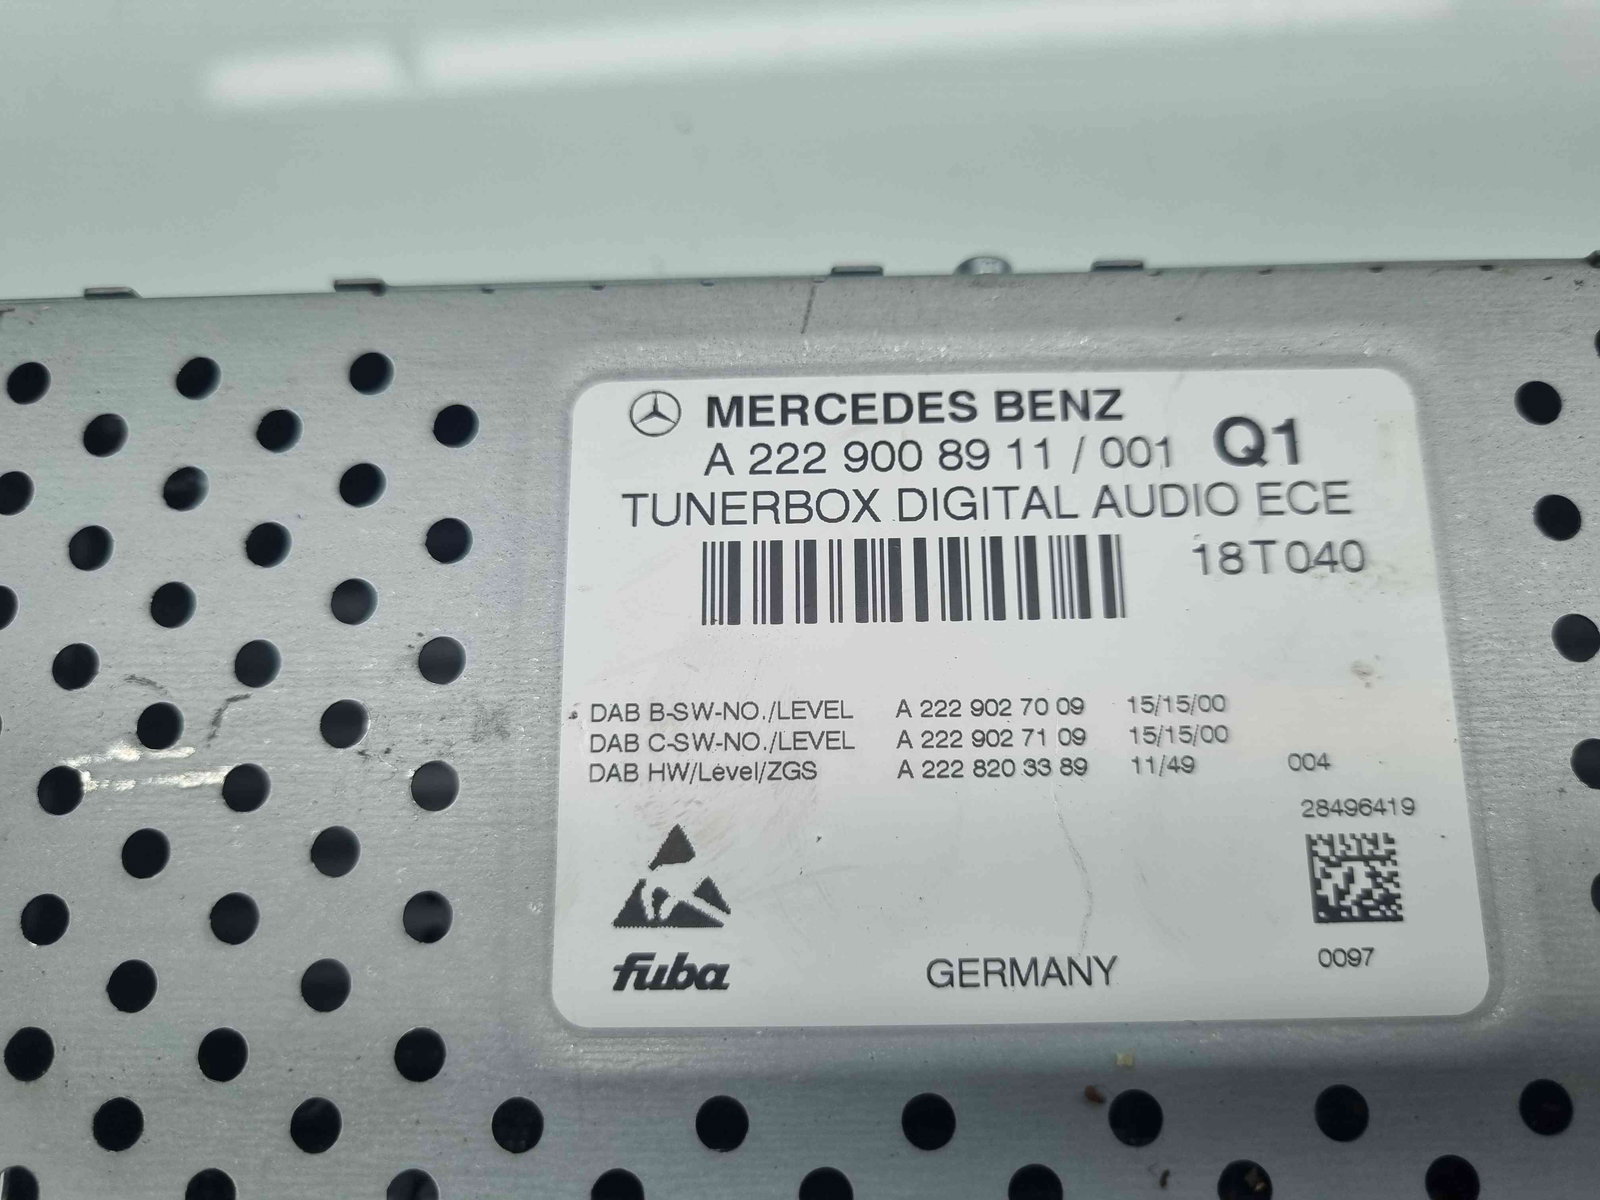 MERCEDES BENZ
A 222 900 89 11 / 001 Q1
TUNERBOX DIGITAL AUDIO ECE
18T040
DAB B-SW-NO./LEVEL A 222 902 70 09 15/15/00
DAB C-SW-NO./LEVEL A 222 902 71 09 15/15/00
DAB HW/Level/ZGS A 222 820 33 89 11/49 004
28496419
fuba GERMANY 0097